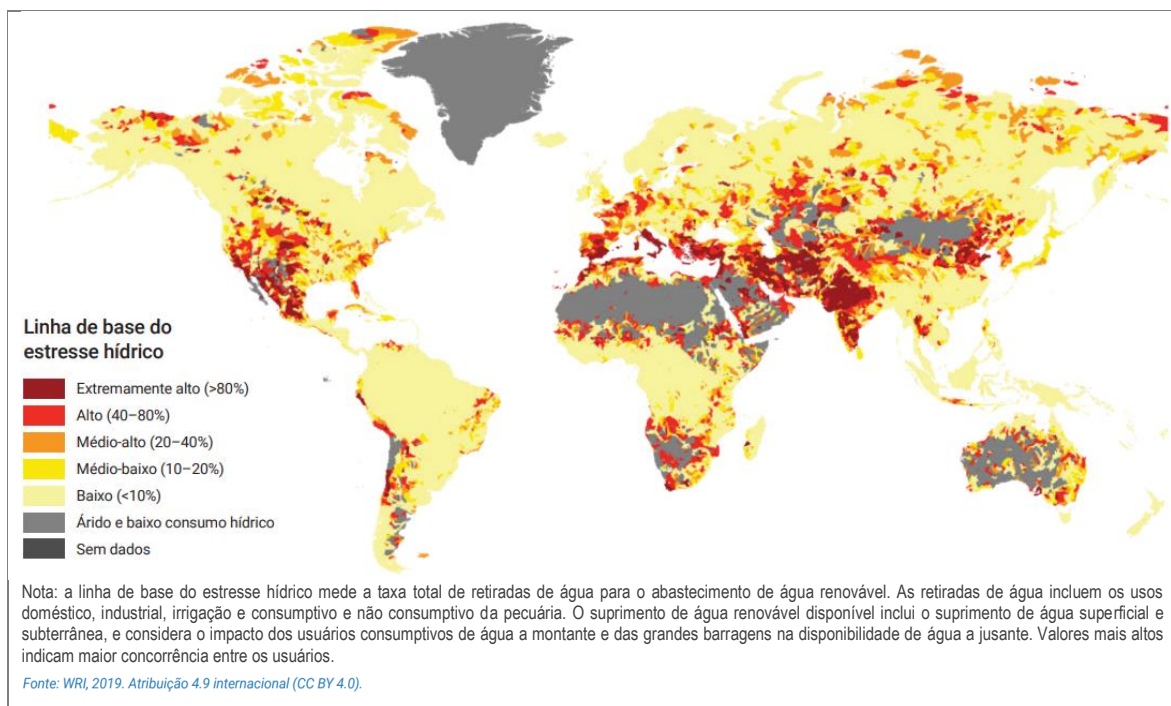 Linha de base do
estresse hídrico
Extremamente alto (>80%)
Alto (40–80%)
Médio-alto (20–40%)
Médio-baixo (10–20%)
Baixo (<10%)
Árido e baixo consumo hídrico
Sem dados
Nota: a linha de base do estresse hídrico mede a taxa total de retiradas de água para o abastecimento de água renovável. As retiradas de água incluem os usos
doméstico, industrial, irrigação e consumptivo e não consumptivo da pecuária. O suprimento de água renovável disponível inclui o suprimento de água superficial e
subterrânea, e considera o impacto dos usuários consumptivos de água a montante e das grandes barragens na disponibilidade de água a jusante. Valores mais altos
indicam maior concorrência entre os usuários.
Fonte: WRI, 2019. Atribuição 4.9 internacional (CC BY 4.0).